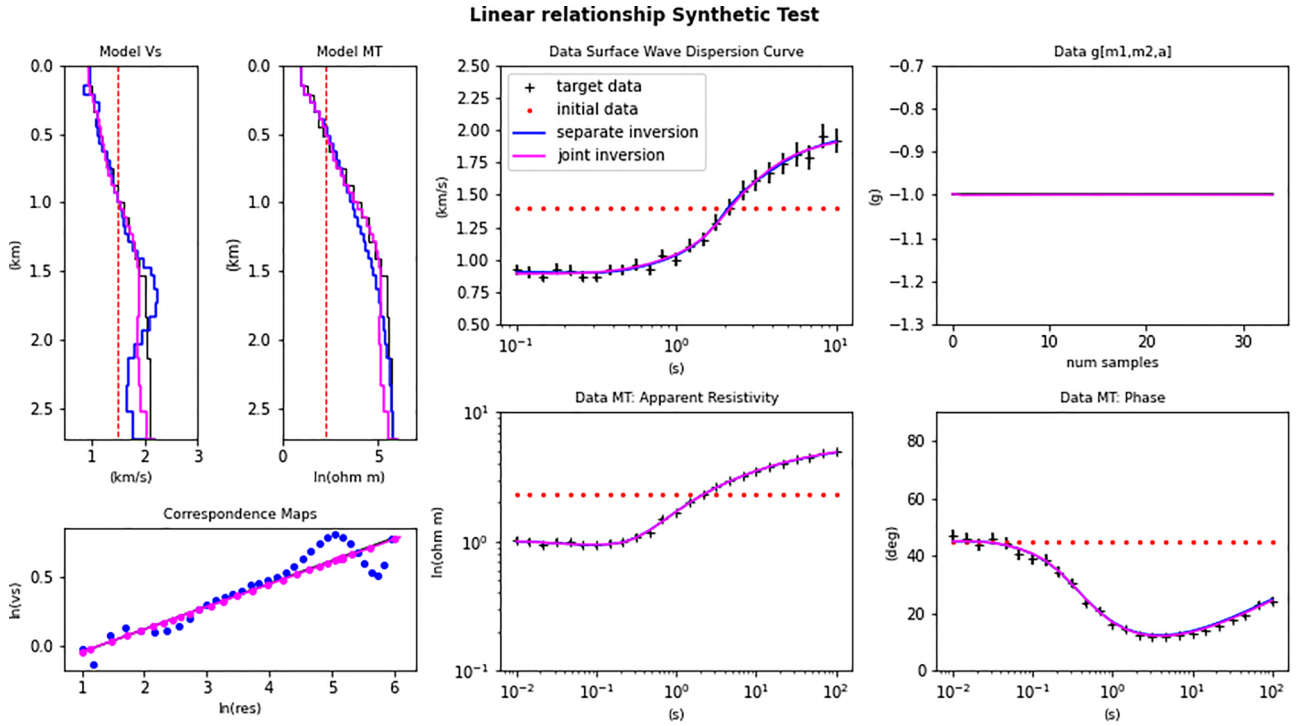 Linear relationship Synthetic Test
Model Vs
0.0
0.5
1.0
1.5
2.0
2.5
(km)
1 2 3
(km/s)
Model MT
0.0
0.5
1.0
1.5
2.0
2.5
(km)
0 5
ln(ohm m)
Data Surface Wave Dispersion Curve
2.50
2.25
2.00
1.75
1.50
1.25
1.00
0.75
0.50
(km/s)
target data
initial data
separate inversion
joint inversion
10⁻¹ 10⁰ 10¹
(s)
Data g[m1,m2,a]
−0.7
−0.8
−0.9
−1.0
−1.1
−1.2
−1.3
(g)
0 10 20 30
num samples
Correspondence Maps
0.5
0.0
ln(vs)
1 2 3 4 5 6
ln(res)
Data MT: Apparent Resistivity
10¹
10⁰
10⁻¹
ln(ohm m)
10⁻² 10⁻¹ 10⁰ 10¹ 10²
(s)
Data MT: Phase
80
60
40
20
0
(deg)
10⁻² 10⁻¹ 10⁰ 10¹ 10²
(s)